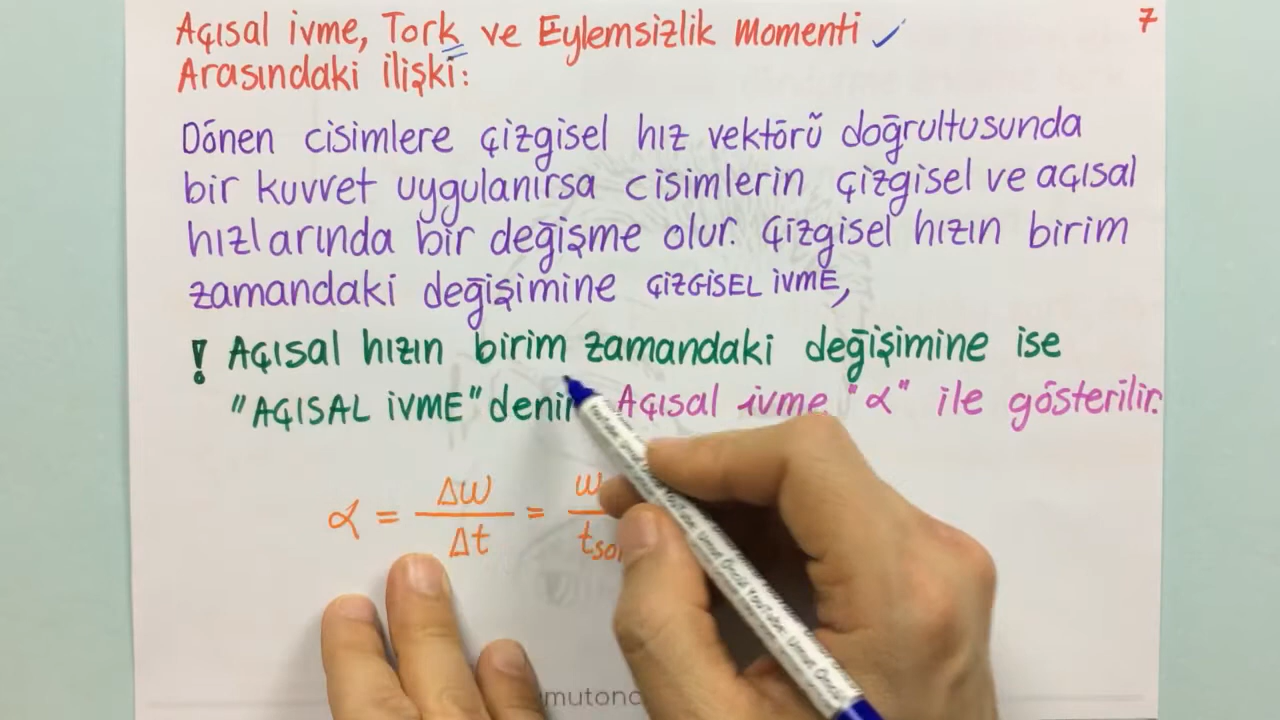 7
Açısal ivme, Tork ve Eylemsizlik Momenti
Arasındaki ilişki:
Dönen cisimlere çizgisel hız vektörü doğrultusunda
bir kuvvet uygulanırsa cisimlerin çizgisel ve açısal
hızlarında bir değişme olur. Çizgisel hızın birim
zamandaki değişimine ÇİZGİSEL İVME,
! Açısal hızın birim zamandaki değişimine ise
"AÇISAL İVME" denir Açısal ivme "α" ile gösterilir.
α = Δw / Δt = w / tso